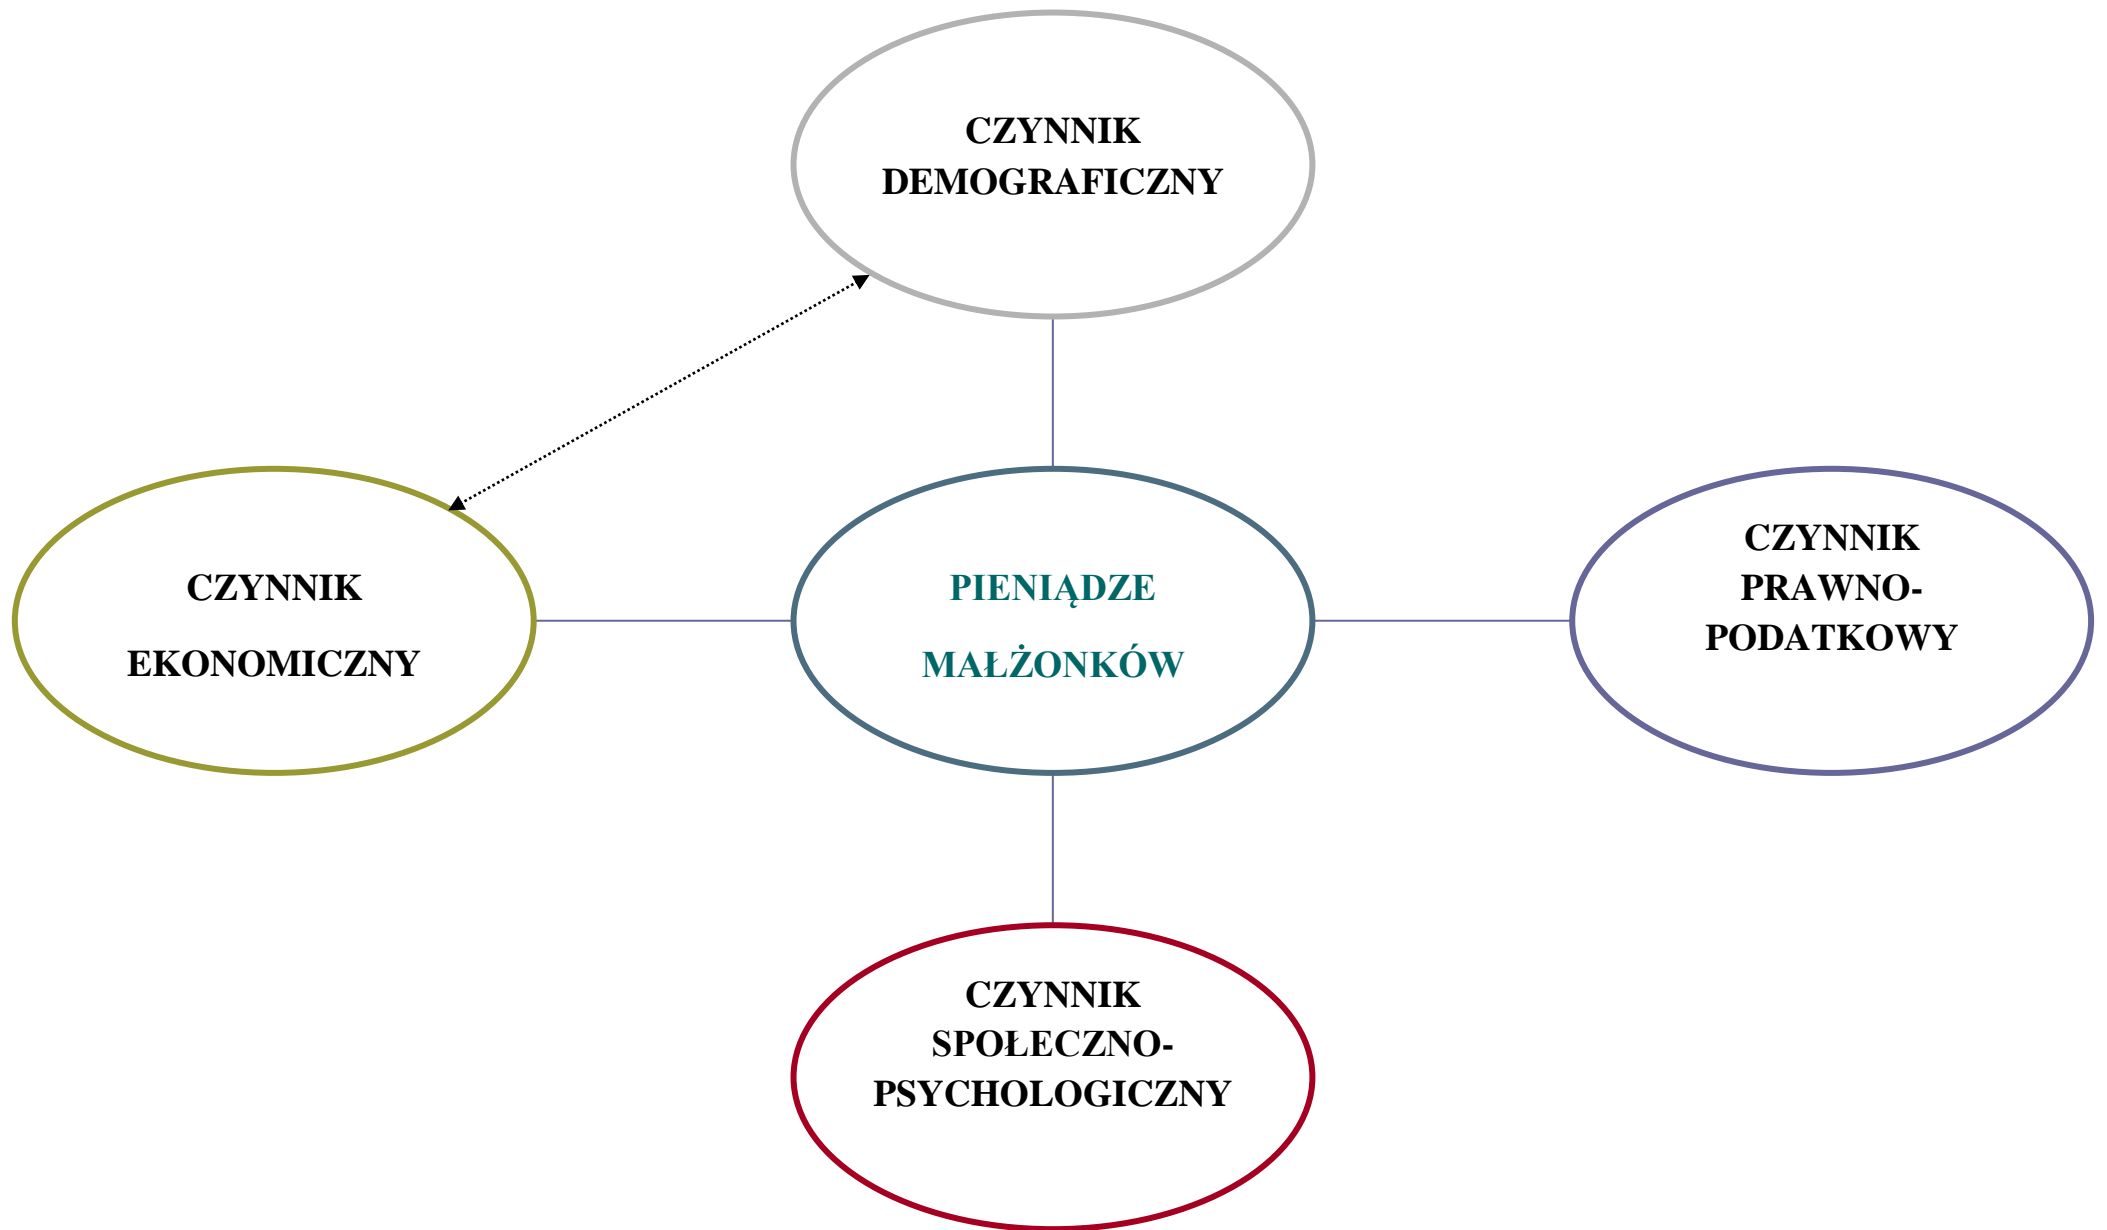 CZYNNIK
DEMOGRAFICZNY
CZYNNIK
EKONOMICZNY
PIENIĄDZE
MAŁŻONKÓW
CZYNNIK
PRAWNO-
PODATKOWY
CZYNNIK
SPOŁECZNO-
PSYCHOLOGICZNY